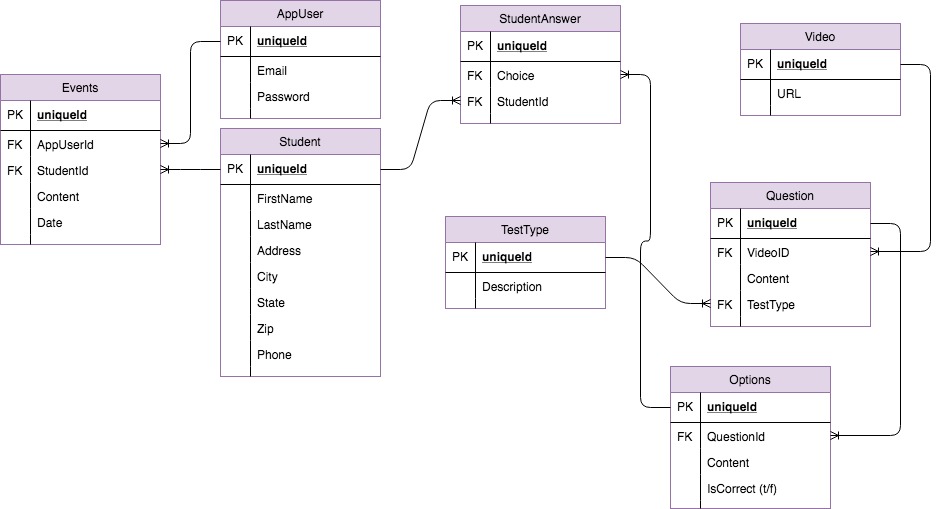 AppUser
PK uniqueId
Email
Password
Events
PK uniqueId
FK AppUserId
FK StudentId
Content
Date
Student
PK uniqueId
FirstName
LastName
Address
City
State
Zip
Phone
StudentAnswer
PK uniqueId
FK Choice
FK StudentId
TestType
PK uniqueId
Description
Video
PK uniqueId
URL
Question
PK uniqueId
FK VideoID
Content
FK TestType
Options
PK uniqueId
FK QuestionId
Content
IsCorrect (t/f)